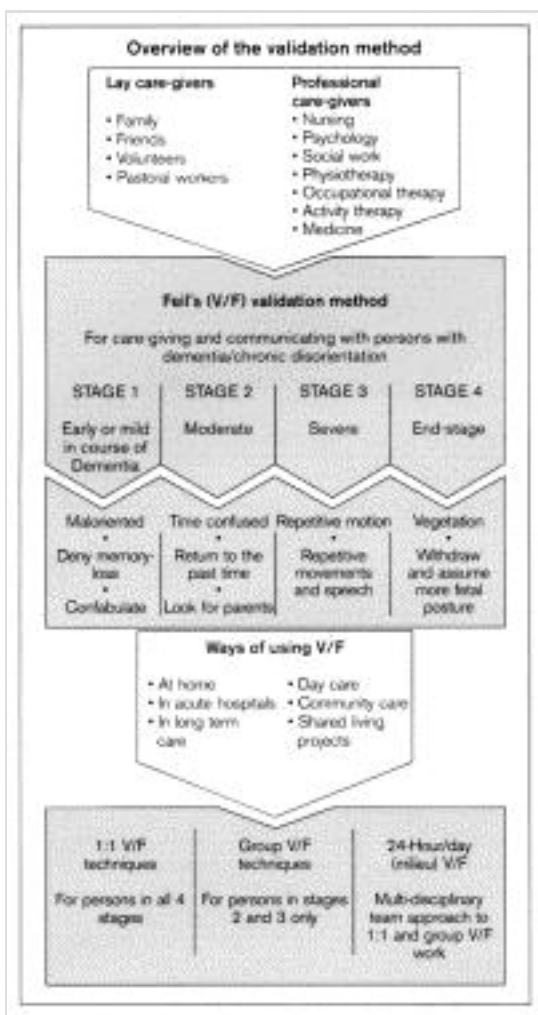 Overview of the validation method
Lay care-givers
• Family
• Friends
• Volunteers
• Pastoral workers
Professional
care-givers
• Nursing
• Psychology
• Social work
• Physiotherapy
• Occupational therapy
• Activity therapy
• Medicine
Feil's (V/F) validation method
For care giving and communicating with persons with
dementia/chronic disorientation
STAGE 1
Early or mild
in course of
Dementia
STAGE 2
Moderate
STAGE 3
Severe
STAGE 4
End-stage
Maloriented
•
Deny memory-
loss
•
Confabulate
Time confused
•
Return to the
past time
•
Look for parents
Repetitive motion
•
Repetitive
movements
and speech
Vegetation
•
Withdraw
and assume
more fetal
posture
Ways of using V/F
• At home
• In acute hospitals
• In long term
care
• Day care
• Community care
• Shared living
projects
1:1 V/F
techniques
For persons in all 4
stages
Group V/F
techniques
For persons in stages
2 and 3 only
24-Hour/day
(milieu) V/F
Multi-disciplinary
team approach to
1:1 and group V/F
work